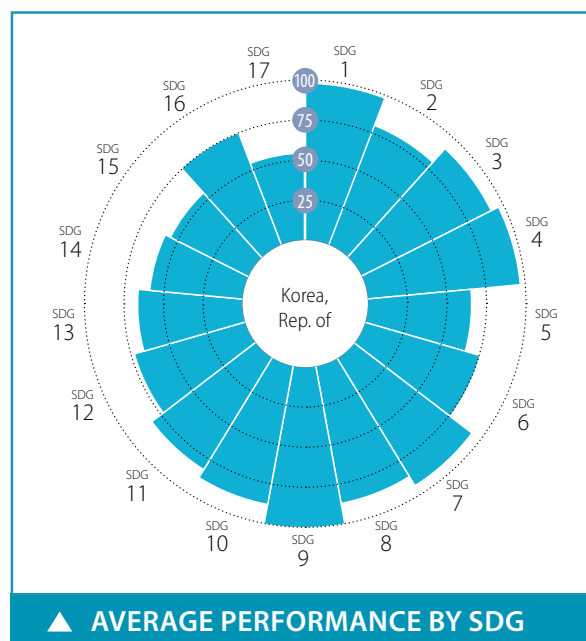 SDG
1
SDG
2
SDG
3
SDG
4
SDG
5
SDG
6
SDG
7
SDG
8
SDG
9
SDG
10
SDG
11
SDG
12
SDG
13
SDG
14
SDG
15
SDG
16
SDG
17
100
75
50
25
Korea,
Rep. of
▲ AVERAGE PERFORMANCE BY SDG